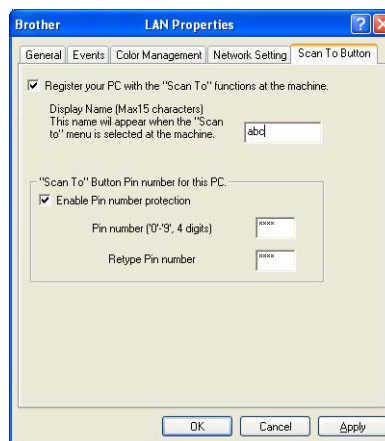 Brother LAN Properties
General Events Color Management Network Setting Scan To Button
Register your PC with the "Scan To" functions at the machine.
Display Name (Max15 characters)
This name will appear when the "Scan
to" menu is selected at the machine.
abc
"Scan To" Button Pin number for this PC.
Enable Pin number protection
Pin number ('0'-'9', 4 digits) ****
Retype Pin number ****
OK Cancel Apply